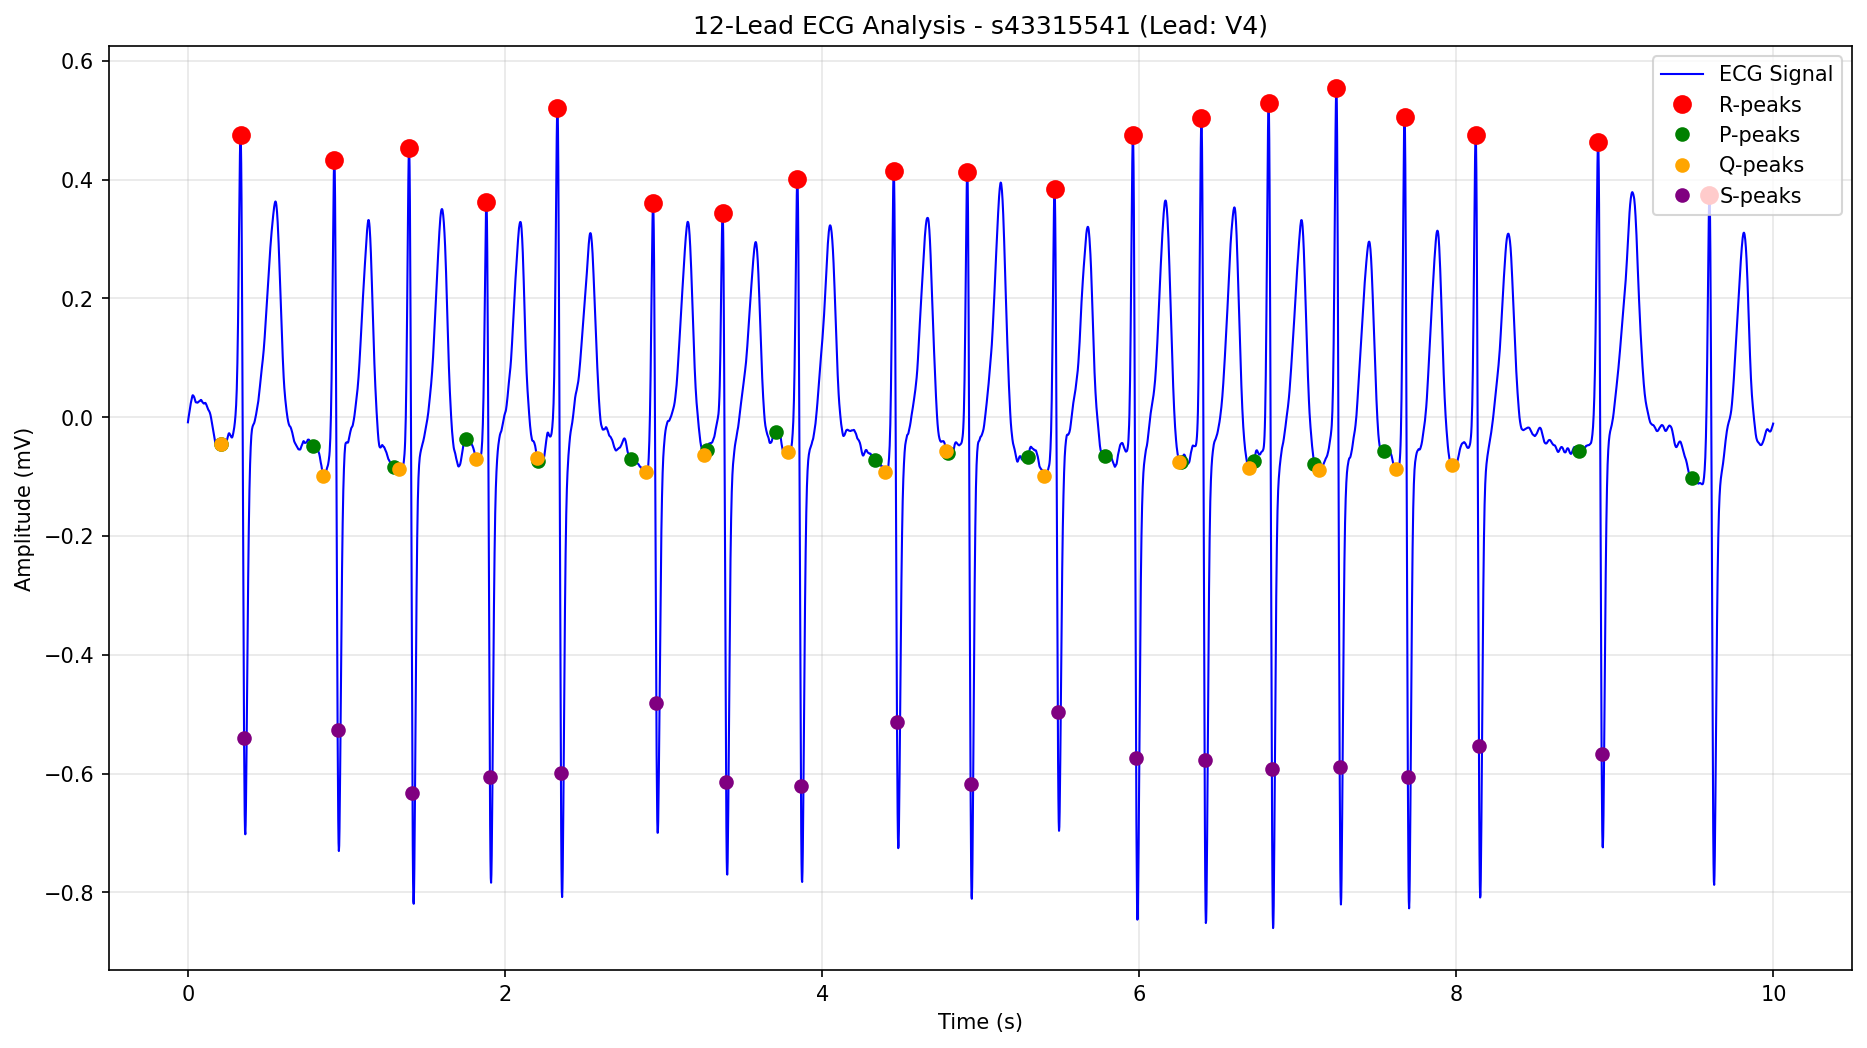 12-Lead ECG Analysis - s43315541 (Lead: V4)
ECG Signal
R-peaks
P-peaks
Q-peaks
S-peaks
Amplitude (mV)
0.6
0.4
0.2
0.0
−0.2
−0.4
−0.6
−0.8
0 2 4 6 8 10
Time (s)